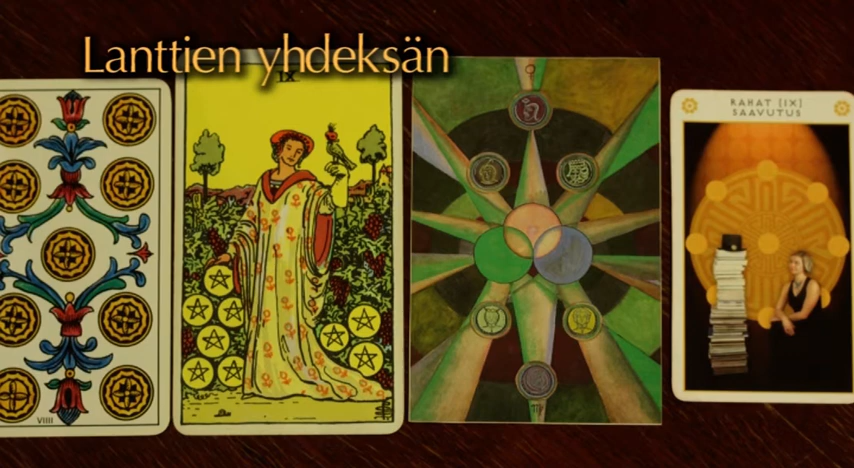 Lanttien yhdeksän
IX
VIIII
RAHAT [IX]
SAAVUTUS